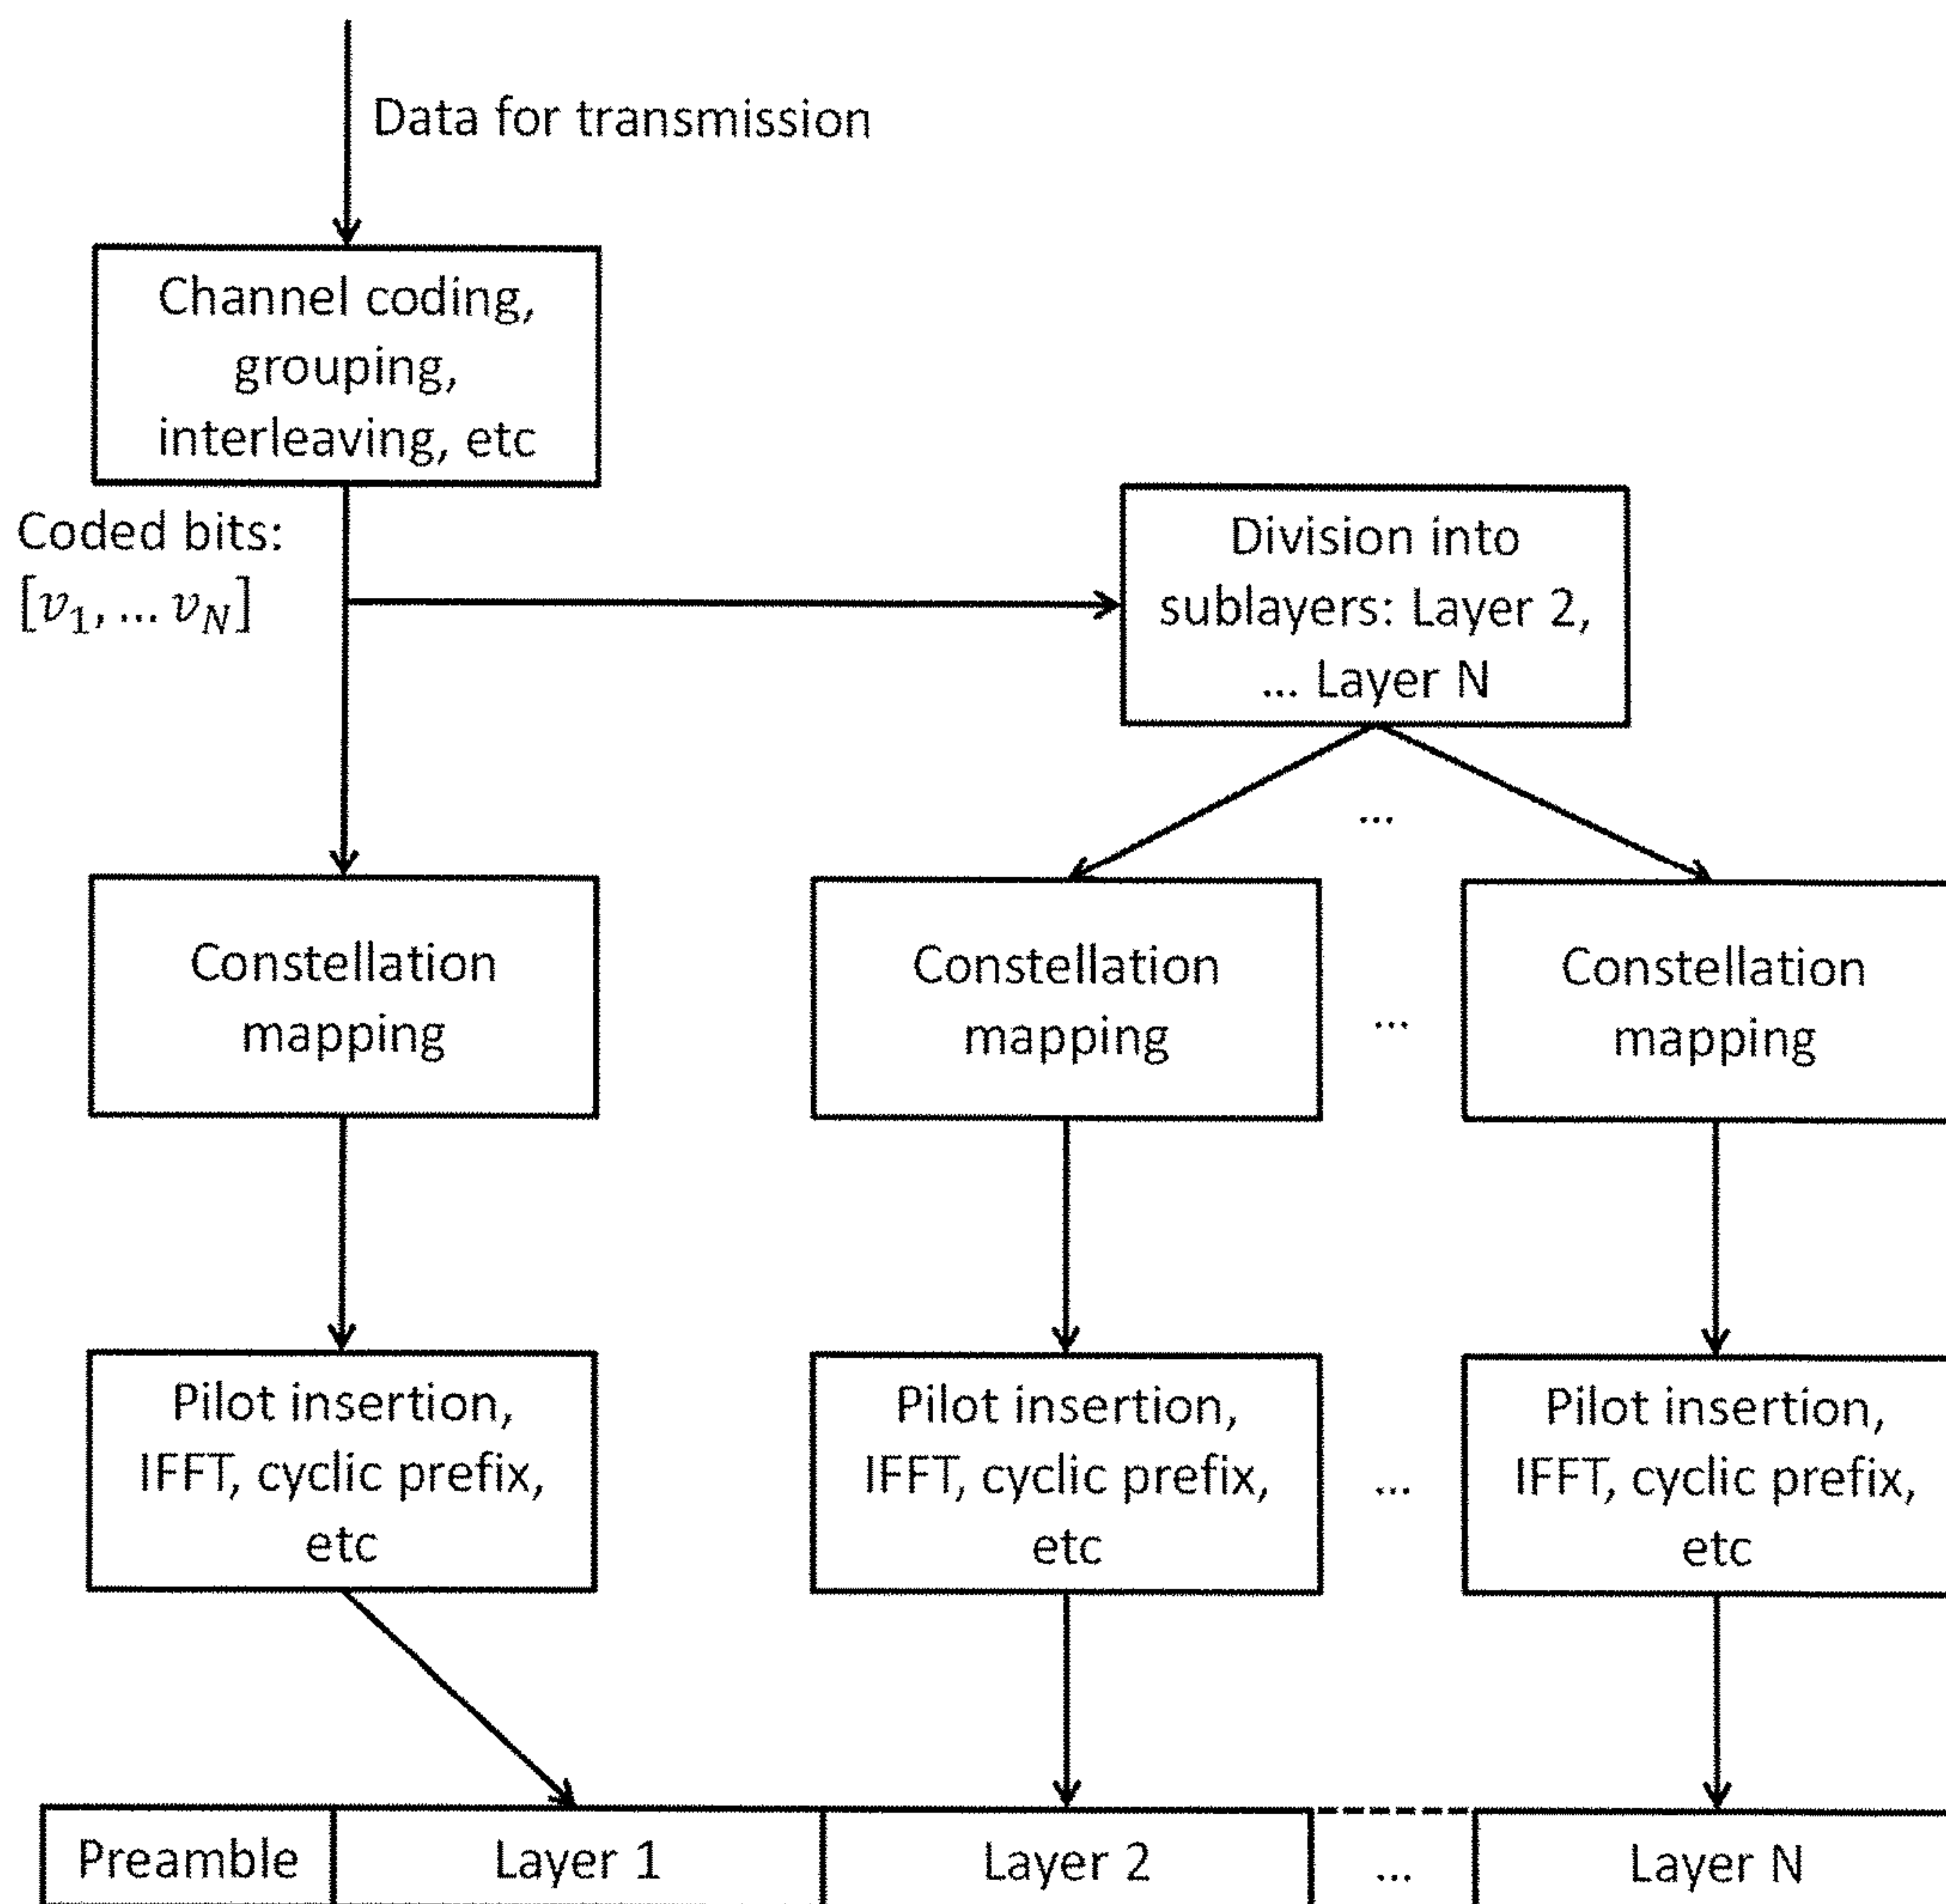 Data for transmission
Channel coding,
grouping,
interleaving, etc
Coded bits:
[v₁, ... v_N]
Division into
sublayers: Layer 2,
... Layer N
...
Constellation
mapping
Constellation
mapping
...
Constellation
mapping
Pilot insertion,
IFFT, cyclic prefix,
etc
Pilot insertion,
IFFT, cyclic prefix,
etc
...
Pilot insertion,
IFFT, cyclic prefix,
etc
Preamble
Layer 1
Layer 2
...
Layer N